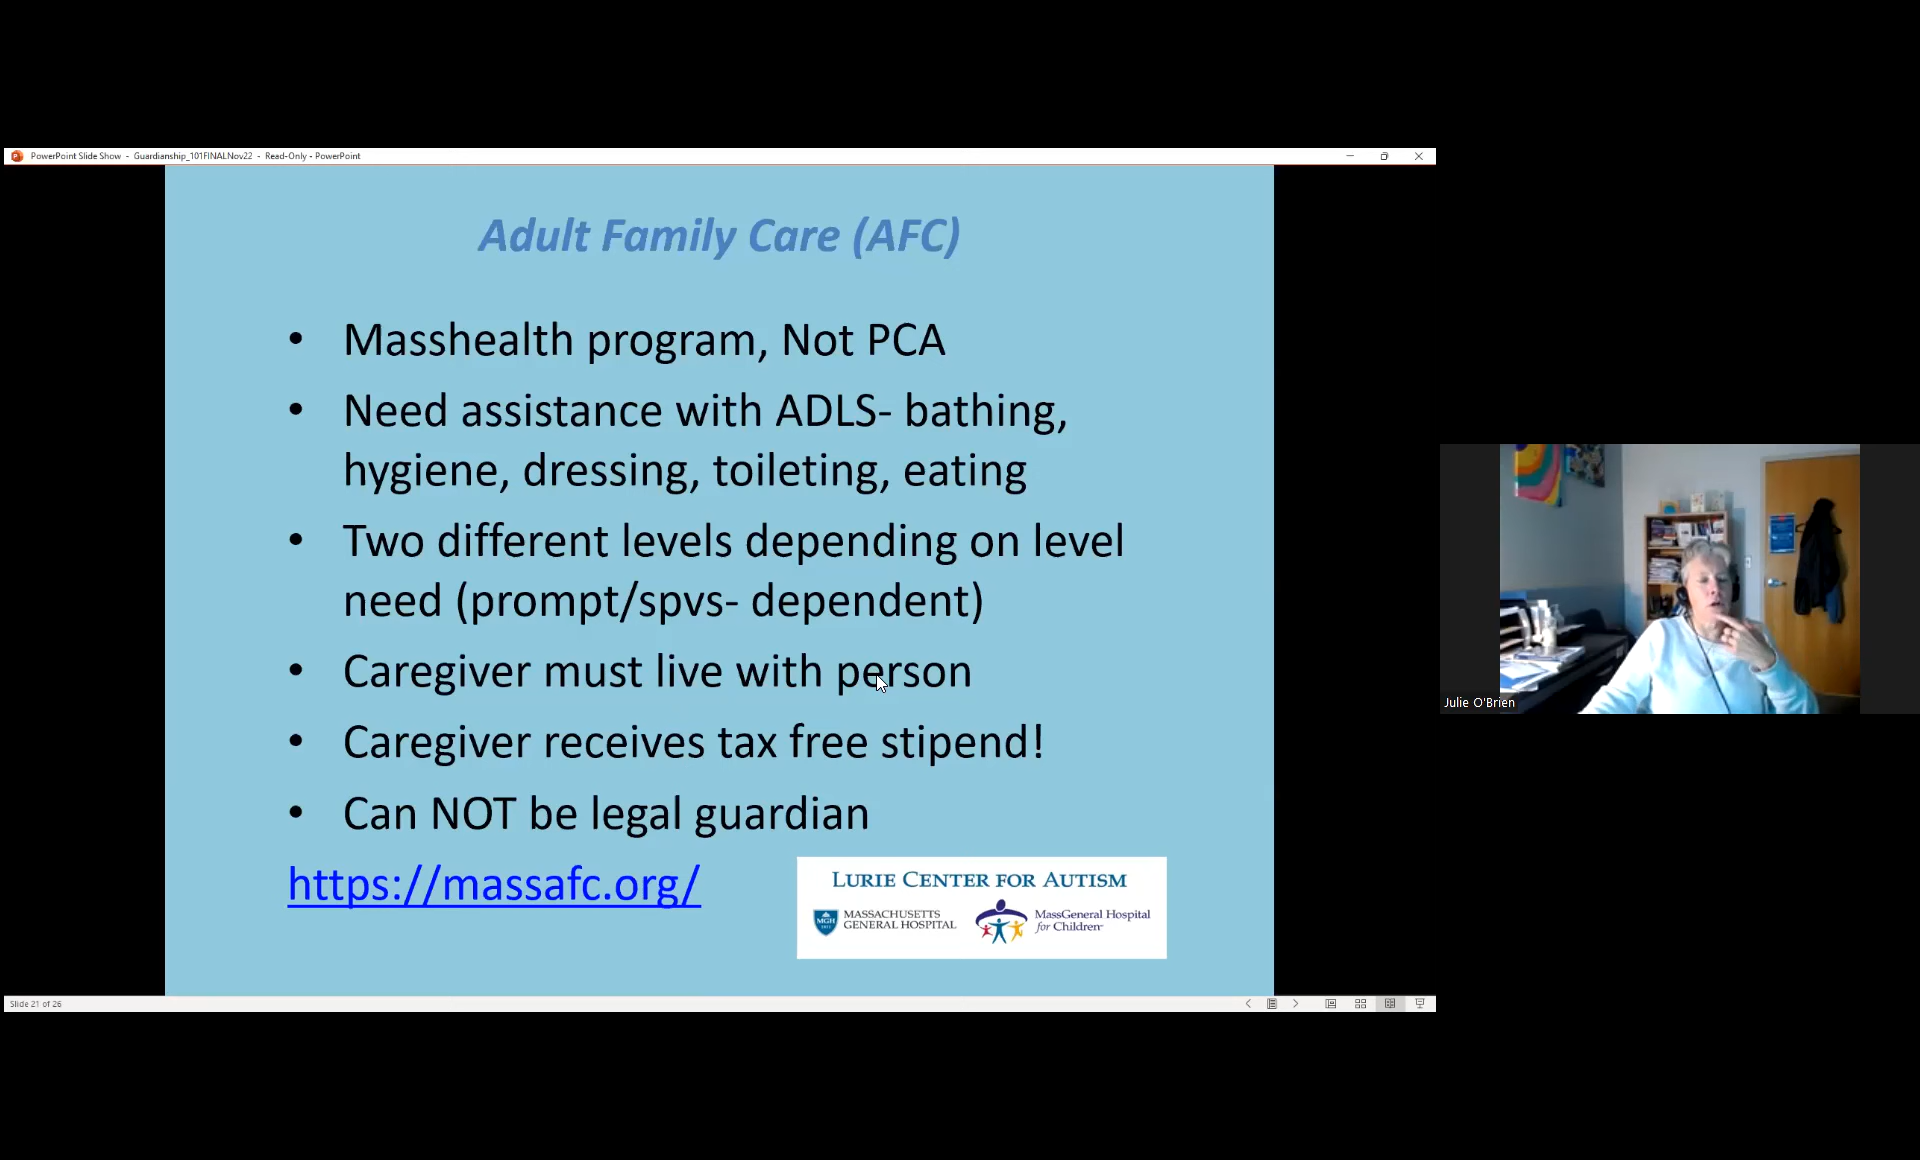 PowerPoint Slide Show - Guardianship_101FINALNov22 - Read-Only - PowerPoint
Adult Family Care (AFC)
• Masshealth program, Not PCA
• Need assistance with ADLS- bathing,
hygiene, dressing, toileting, eating
• Two different levels depending on level
need (prompt/spvs- dependent)
• Caregiver must live with person
• Caregiver receives tax free stipend!
• Can NOT be legal guardian
https://massafc.org/
LURIE CENTER FOR AUTISM
MGH
1811
MASSACHUSETTS
GENERAL HOSPITAL
MassGeneral Hospital
for Children
Slide 21 of 26
Julie O'Brien